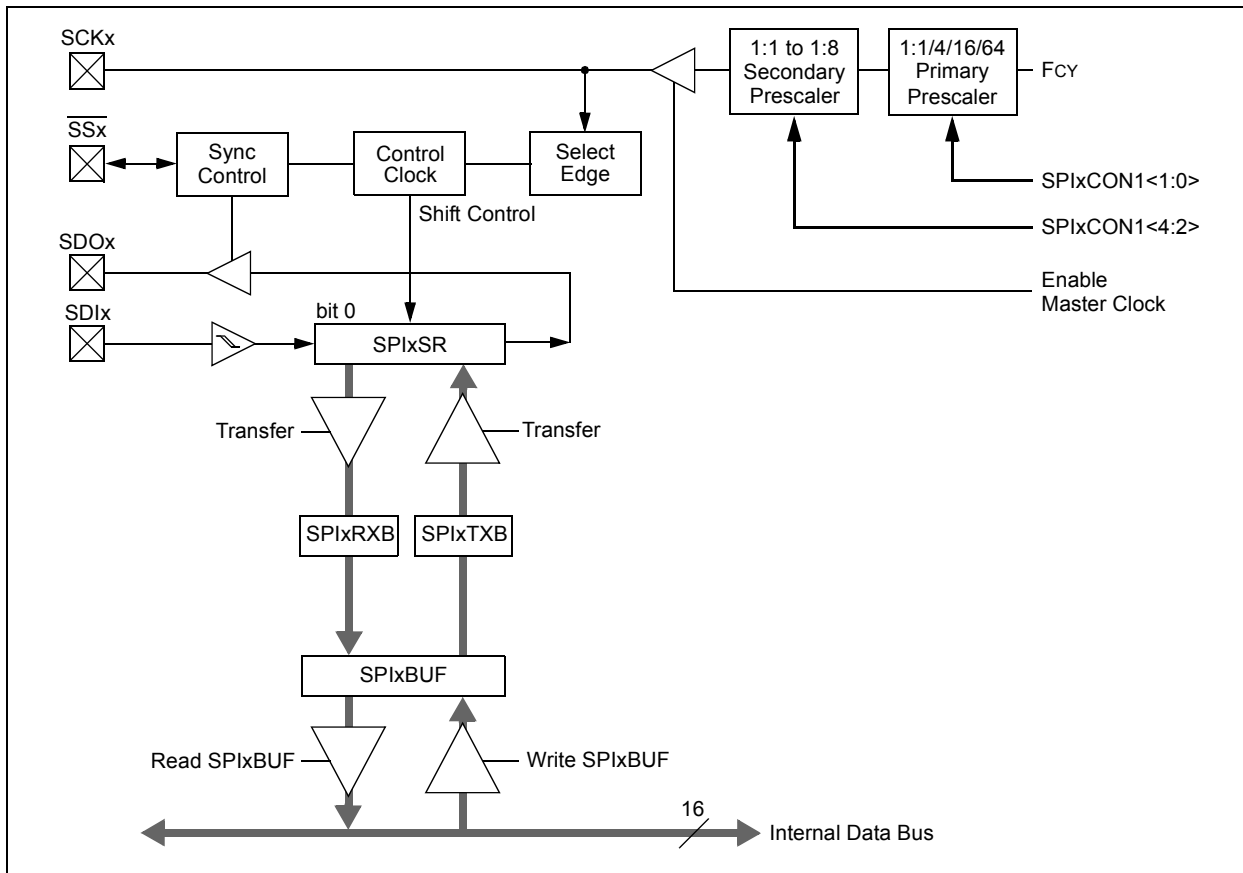 SCKx
1:1 to 1:8
Secondary
Prescaler
1:1/4/16/64
Primary
Prescaler
FCY
SSx
Sync
Control
Control
Clock
Select
Edge
SPIxCON1<1:0>
Shift Control
SPIxCON1<4:2>
SDOx
Enable
Master Clock
SDIx
bit 0
SPIxSR
Transfer
Transfer
SPIxRXB
SPIxTXB
SPIxBUF
Read SPIxBUF
Write SPIxBUF
16
Internal Data Bus